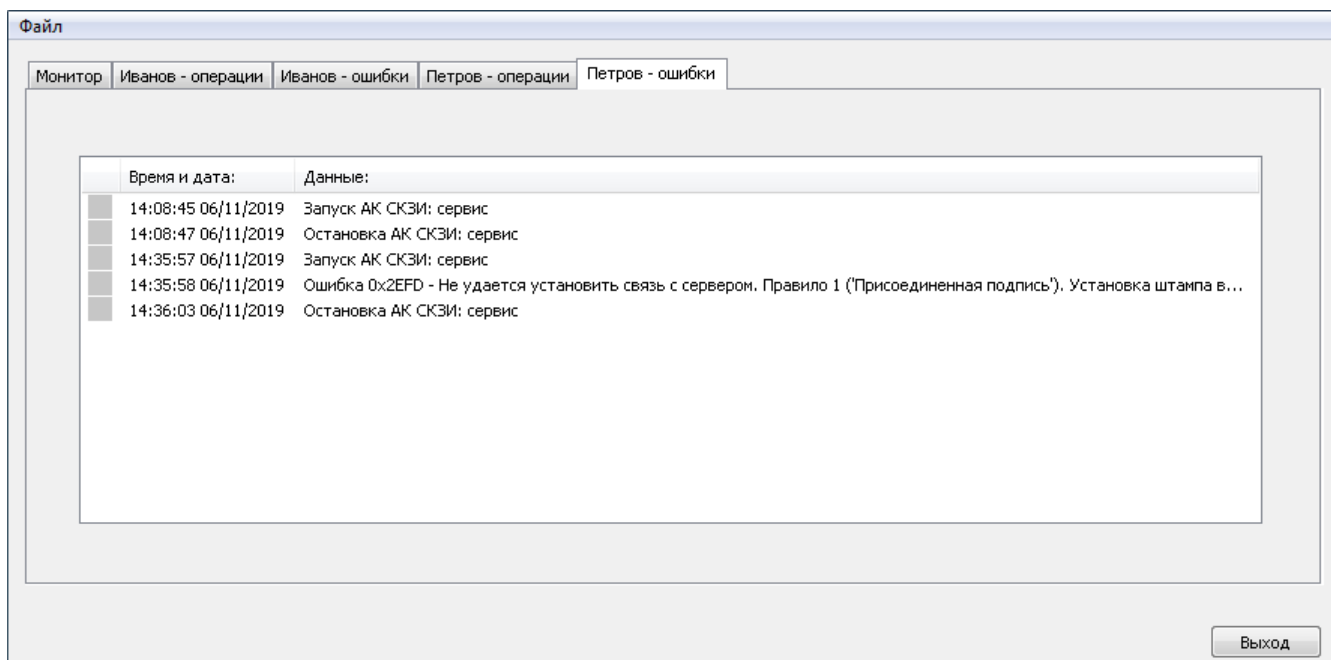 Файл
Монитор Иванов - операции Иванов - ошибки Петров - операции Петров - ошибки
Время и дата: Данные:
14:08:45 06/11/2019 Запуск АК СКЗИ: сервис
14:08:47 06/11/2019 Остановка АК СКЗИ: сервис
14:35:57 06/11/2019 Запуск АК СКЗИ: сервис
14:35:58 06/11/2019 Ошибка 0x2EFD - Не удается установить связь с сервером. Правило 1 ('Присоединенная подпись'). Установка штампа в...
14:36:03 06/11/2019 Остановка АК СКЗИ: сервис
Выход